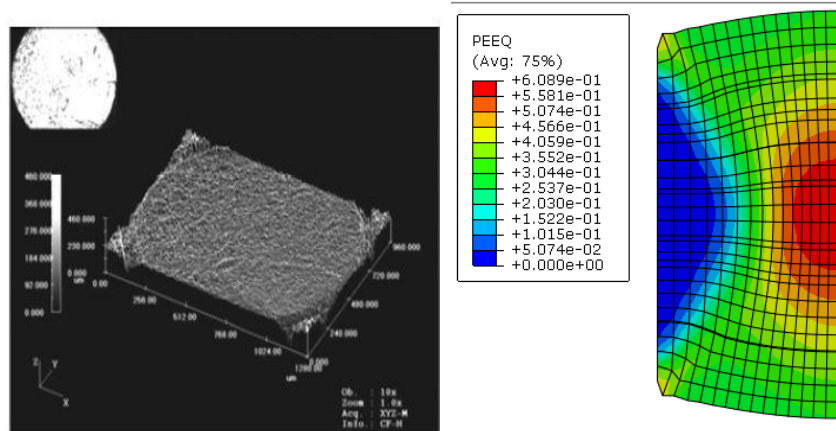 460.000
368.000
276.000
184.000
92.000
0.000
460.000
230.000
0.000
um
0.00
256.00
512.00
768.00
1024.00
1280.00
um
0.000
240.000
480.000
720.000
960.000
Z
Y
X
Ob. : 10x
Zoom : 1.0x
Acq. : XYZ-M
Info. : CF-H
PEEQ
(Avg: 75%)
+6.089e-01
+5.581e-01
+5.074e-01
+4.566e-01
+4.059e-01
+3.552e-01
+3.044e-01
+2.537e-01
+2.030e-01
+1.522e-01
+1.015e-01
+5.074e-02
+0.000e+00